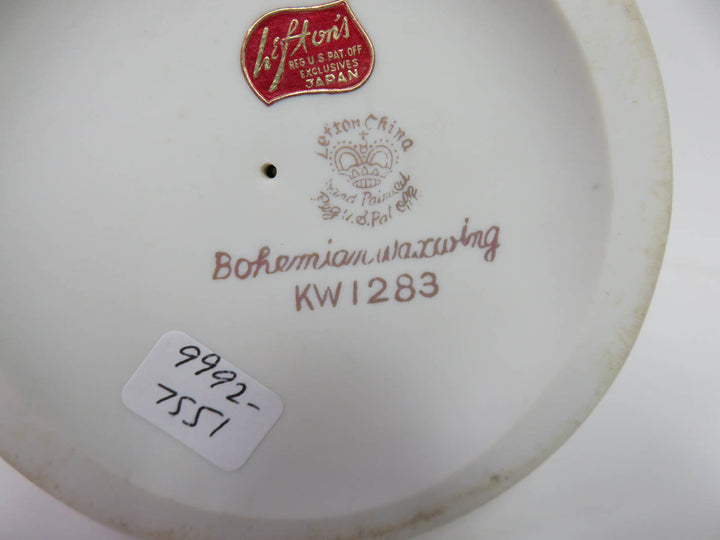 Lefton's
REG U.S. PAT. OFF
EXCLUSIVES
JAPAN
Lefton China
Hand Painted
Reg. U.S. Pat. Off.
Bohemian waxwing
KW1283
9992-
7551